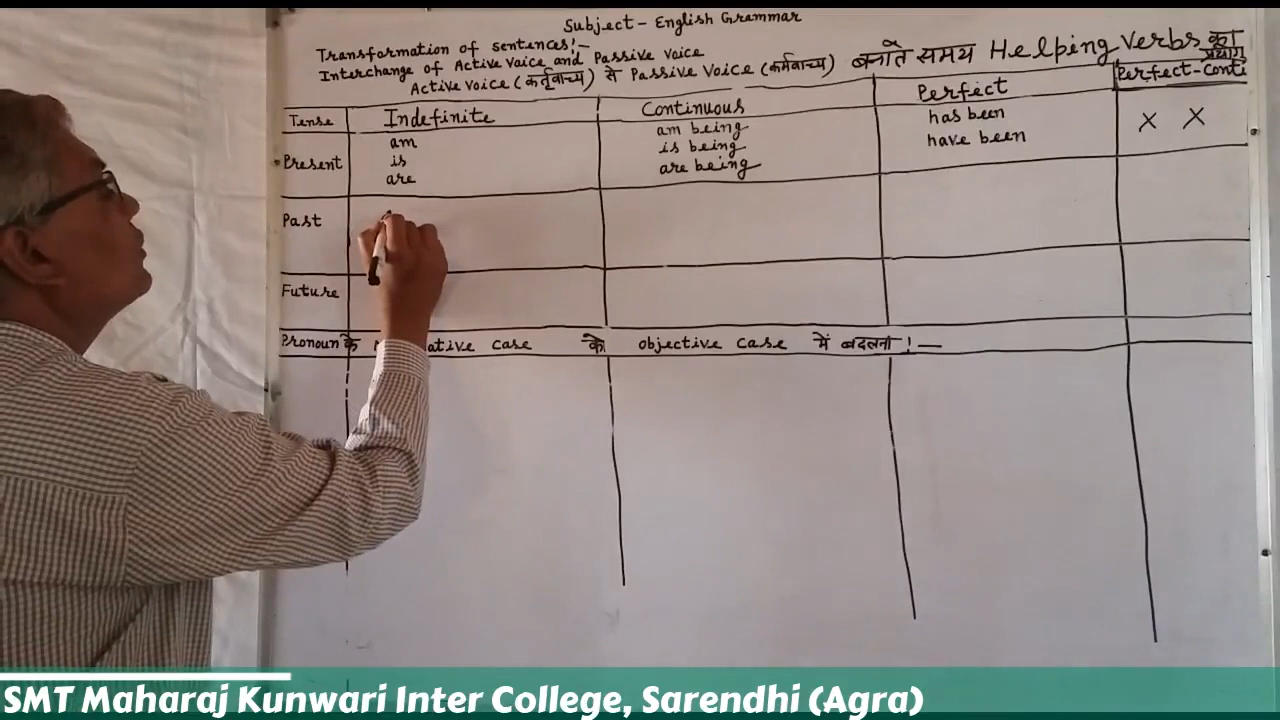 Subject - English Grammar
Transformation of sentences:-
Interchange of Active Voice and Passive Voice
Active Voice (कर्तृवाच्य) से Passive Voice (कर्मवाच्य) बनाते समय Helping Verbs का प्रयोग
Tense Indefinite Continuous Perfect Perfect-Conti
Present am am being has been X X
is is being have been
are are being
Past
Future
Pronoun के ative case को objective case में बदलना!-
SMT Maharaj Kunwari Inter College, Sarendhi (Agra)